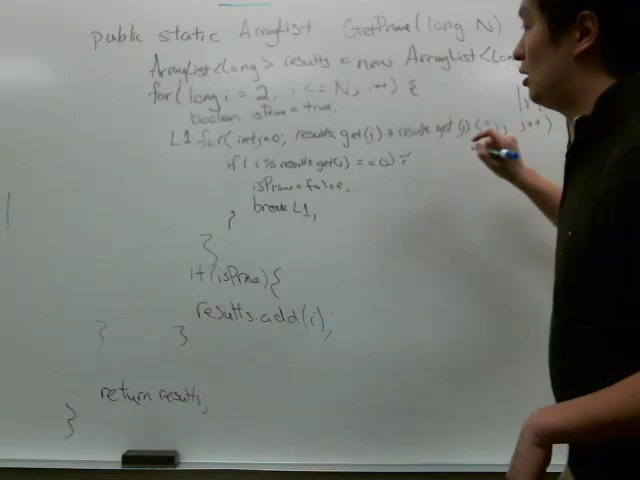 public static ArrayList GetPrime(long N)
ArrayList<Long> results = new ArrayList<Lon
for( long i = 2, i <= N; i++) {
boolean isPrime = true;
L1. for( int j=0; results.get(j) * results.get(j) <= i; j++)
if( i % results.get(j) == 0) {
isPrime = false;
break L1;
}
}
if (isPrime) {
results.add(i);
} }
return results;
}